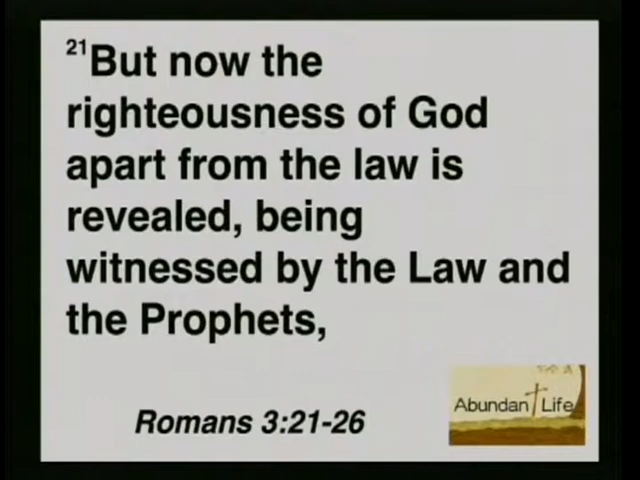 21But now the
righteousness of God
apart from the law is
revealed, being
witnessed by the Law and
the Prophets,
Romans 3:21-26
Abundant Life